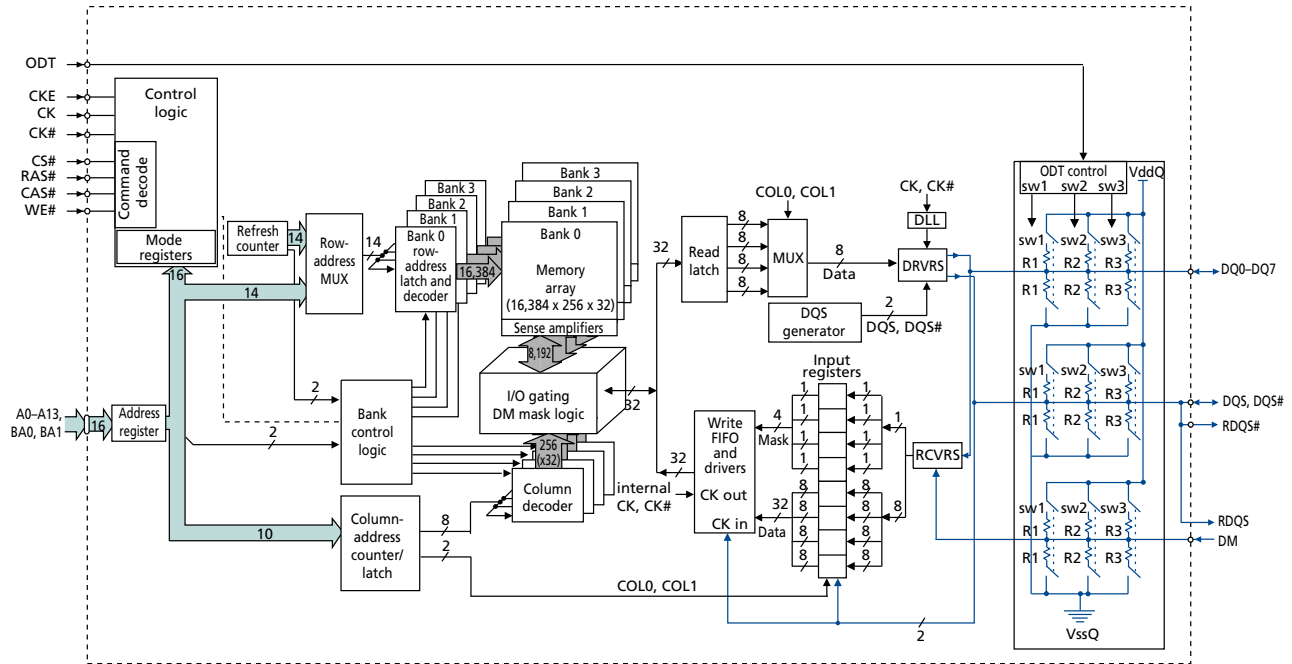 ODT
CKE
CK
CK#
CS#
RAS#
CAS#
WE#
Control
logic
Command
decode
Mode
registers
16
14
Refresh
counter
14
Row-
address
MUX
14
Bank 3
Bank 2
Bank 1
Bank 0
row-
address
latch and
decoder
16,384
Bank 3
Bank 2
Bank 1
Bank 0
Memory
array
(16,384 x 256 x 32)
Sense amplifiers
8,192
I/O gating
DM mask logic
32
256
(x32)
Column
decoder
2
2
Bank
control
logic
A0–A13,
BA0, BA1
16
Address
register
10
Column-
address
counter/
latch
8
2
COL0, COL1
internal
CK, CK#
32
32
Read
latch
8
8
8
8
COL0, COL1
MUX
8
Data
CK, CK#
DLL
DRVRS
DQS
generator
2
DQS, DQS#
Input
registers
1
1
1
1
8
8
8
8
1
1
1
1
8
8
8
8
4
Mask
32
Data
Write
FIFO
and
drivers
CK out
CK in
1
8
RCVRS
2
ODT control
VddQ
sw1
sw2
sw3
sw1
sw2
sw3
R1
R2
R3
R1
R2
R3
sw1
sw2
sw3
R1
R2
R3
R1
R2
R3
sw1
sw2
sw3
R1
R2
R3
R1
R2
R3
VssQ
DQ0–DQ7
DQS, DQS#
RDQS#
RDQS
DM